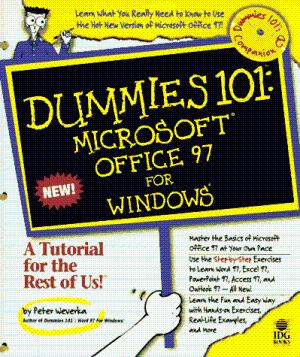 Learn What You Really Need to Know to Use
the Hot New Version of Microsoft Office 97!
Dummies 101: CD
Companion
DUMMIES 101:®
MICROSOFT®
OFFICE 97
FOR
WINDOWS®
NEW!
A Tutorial
for the
Rest of Us!™
by Peter Weverka
Author of Dummies 101®: Word 97 For Windows®
Master the Basics of Microsoft
Office 97 at Your Own Pace
Use the Step-by-Step Exercises
to Learn Word 97, Excel 97,
PowerPoint 97, Access 97, and
Outlook 97 — All New!
Learn the Fun and Easy Way
with Hands-on Exercises,
Real-Life Examples,
and More
IDG
BOOKS